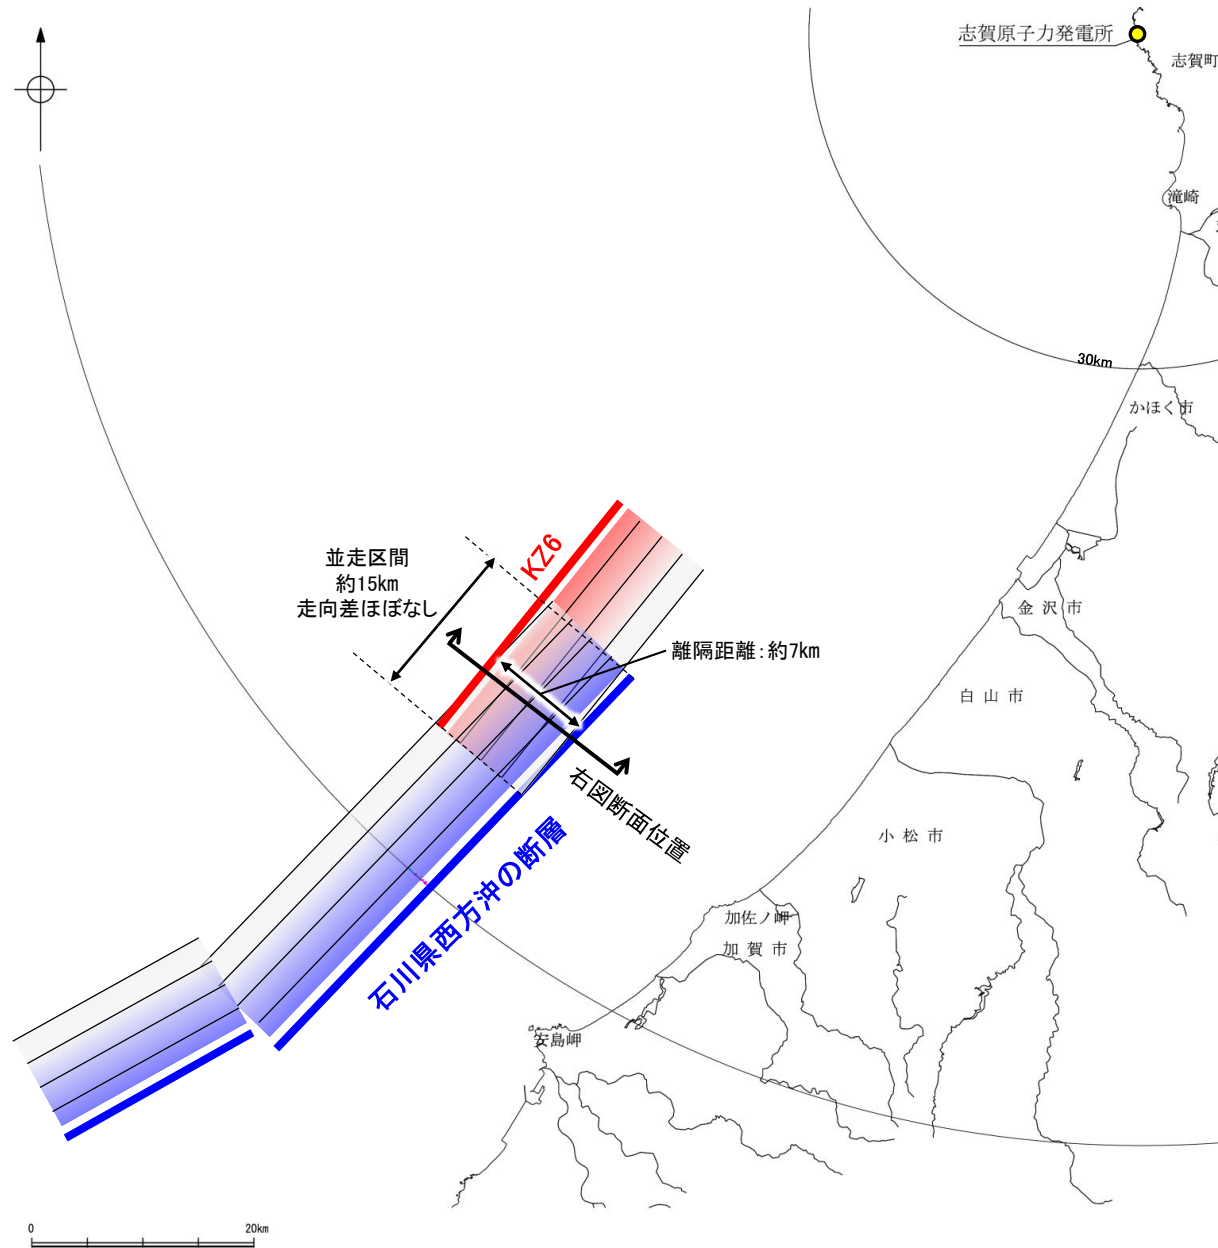 志賀原子力発電所
志賀町
滝崎
30km
かほく市
KZ6
並走区間
約15km
走向差ほぼなし
離隔距離：約7km
金沢市
白山市
右図断面位置
小松市
石川県西方沖の断層
加佐ノ岬
加賀市
安島岬
0 20km